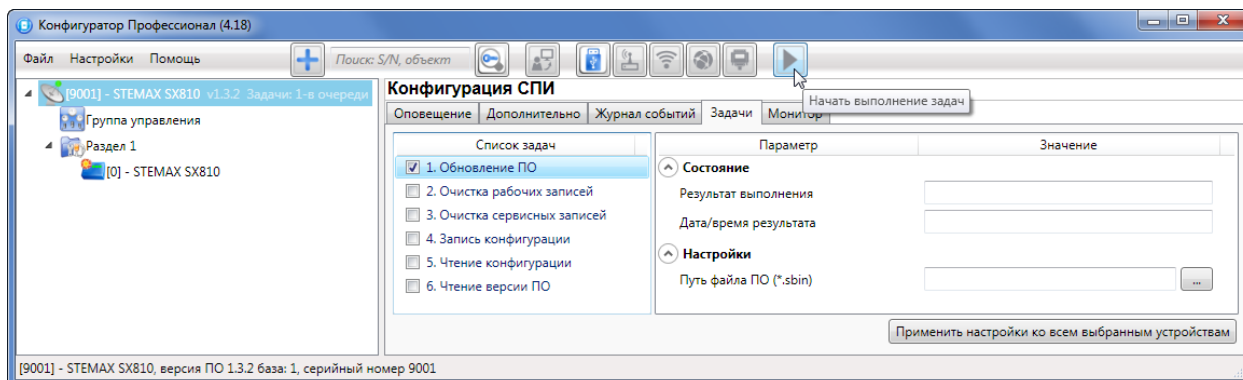 Конфигуратор Профессионал (4.18)
Файл Настройки Помощь Поиск: S/N, объект
Начать выполнение задач
[9001] - STEMAX SX810 v1.3.2 Задачи: 1-в очереди
Группа управления
Раздел 1
[0] - STEMAX SX810
Конфигурация СПИ
Оповещение Дополнительно Журнал событий Задачи Монитор
Список задач
1. Обновление ПО
2. Очистка рабочих записей
3. Очистка сервисных записей
4. Запись конфигурации
5. Чтение конфигурации
6. Чтение версии ПО
Параметр Значение
Состояние
Результат выполнения
Дата/время результата
Настройки
Путь файла ПО (*.sbin) ...
Применить настройки ко всем выбранным устройствам
[9001] - STEMAX SX810, версия ПО 1.3.2 база: 1, серийный номер 9001